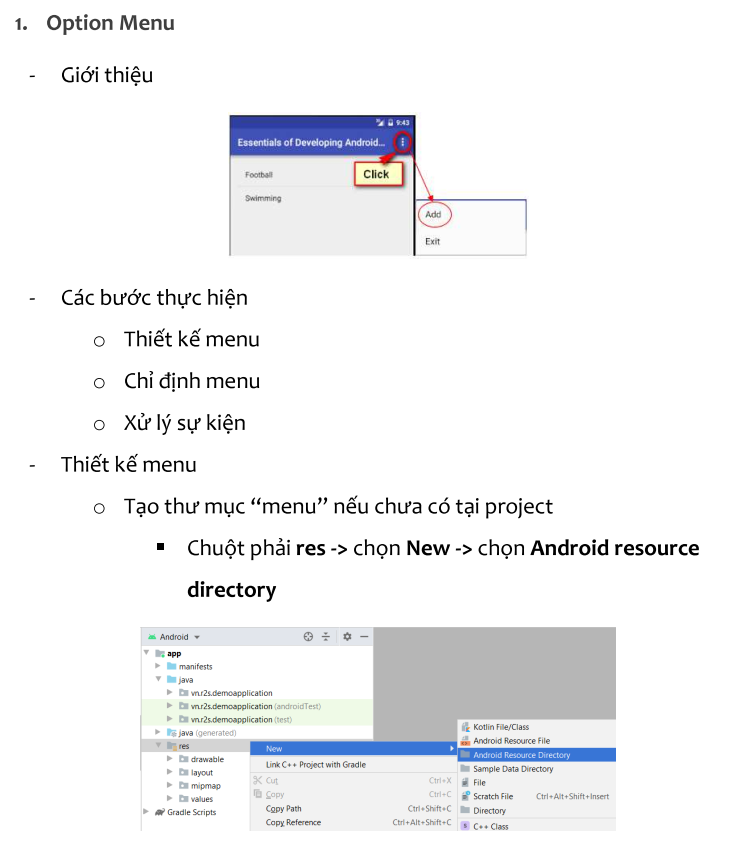 1. Option Menu
- Giới thiệu
9:43
Essentials of Developing Android...
Football
Click
Swimming
Add
Exit
- Các bước thực hiện
o Thiết kế menu
o Chỉ định menu
o Xử lý sự kiện
- Thiết kế menu
o Tạo thư mục “menu” nếu chưa có tại project
▪ Chuột phải res -> chọn New -> chọn Android resource
directory
Android
app
manifests
java
vn.r2s.demoapplication
vn.r2s.demoapplication (androidTest)
vn.r2s.demoapplication (test)
java (generated)
res
drawable
layout
mipmap
values
Gradle Scripts
New
Link C++ Project with Gradle
Cut Ctrl+X
Copy Ctrl+C
Copy Path Ctrl+Shift+C
Copy Reference Ctrl+Alt+Shift+C
Kotlin File/Class
Android Resource File
Android Resource Directory
Sample Data Directory
File
Scratch File Ctrl+Alt+Shift+Insert
Directory
C++ Class